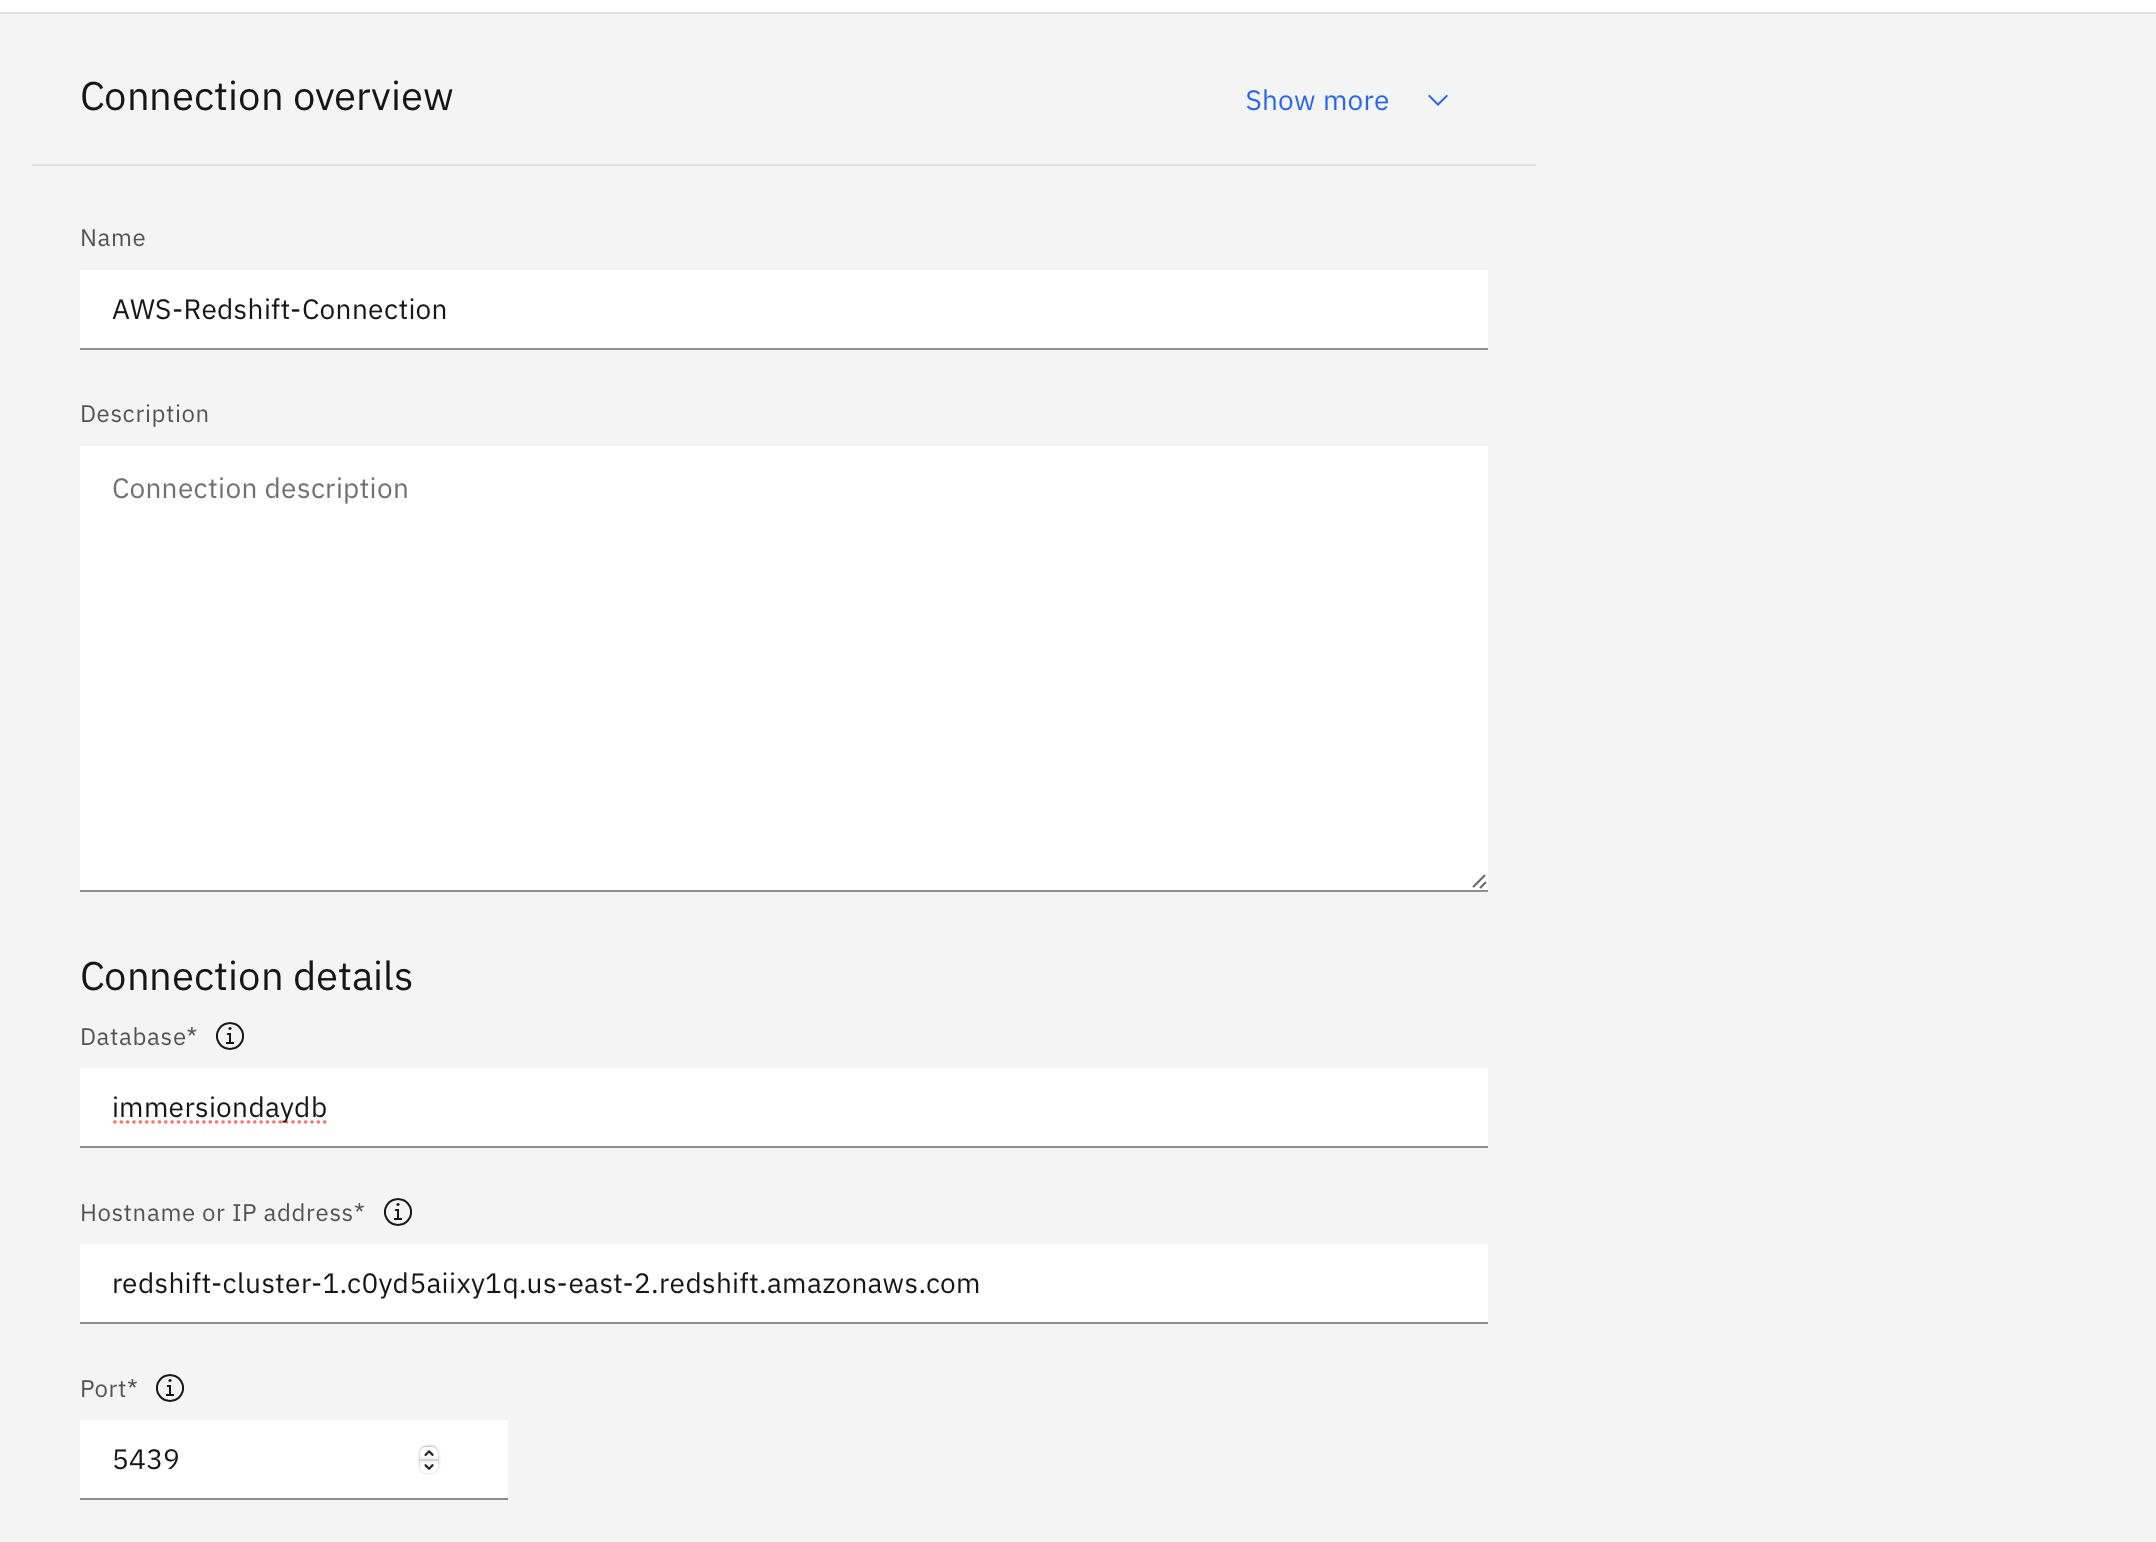 Connection overview
Show more
Name
AWS-Redshift-Connection
Description
Connection description
Connection details
Database*
immersiondaydb
Hostname or IP address*
redshift-cluster-1.c0yd5aiixy1q.us-east-2.redshift.amazonaws.com
Port*
5439